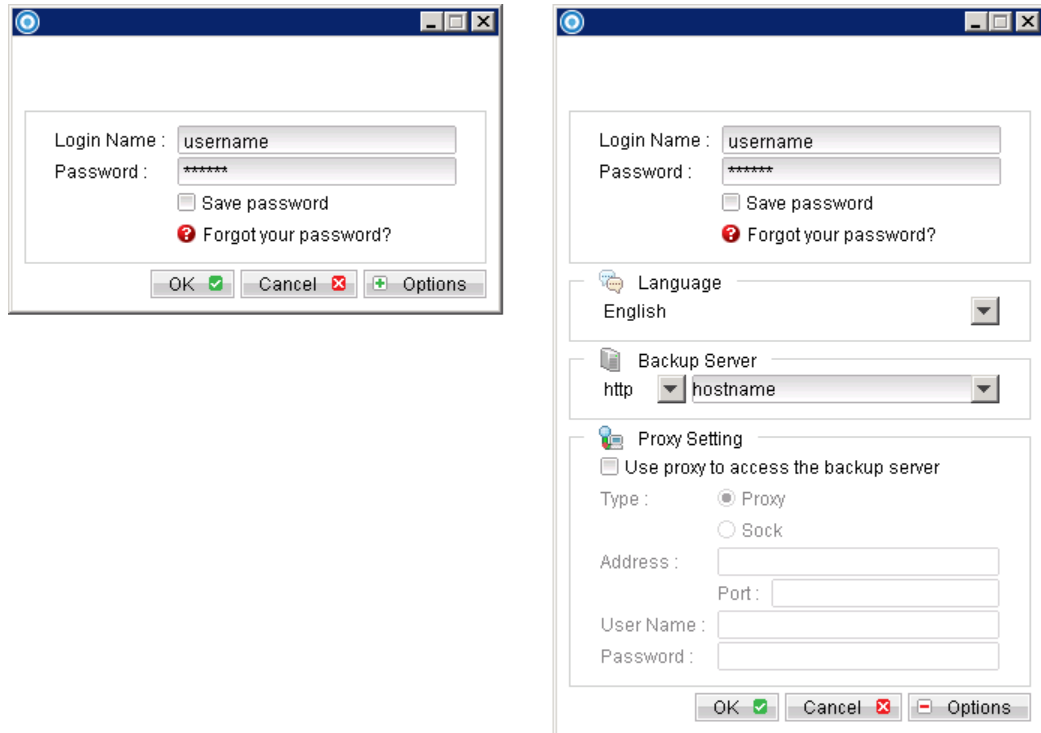 Login Name : username
Password : ******
Save password
Forgot your password?
OK Cancel Options
Login Name : username
Password : ******
Save password
Forgot your password?
Language
English
Backup Server
http hostname
Proxy Setting
Use proxy to access the backup server
Type : Proxy
Sock
Address :
Port :
User Name :
Password :
OK Cancel Options